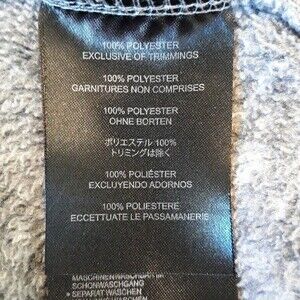 100% POLYESTER
EXCLUSIVE OF TRIMMINGS
100% POLYESTER
GARNITURES NON COMPRISES
100% POLYESTER
OHNE BORTEN
ポリエステル 100%
トリミングは除く
100% POLIÉSTER
EXCLUYENDO ADORNOS
100% POLIESTERE
ECCETTUATE LE PASSAMANERIE
SCHONWASCHGANG
SEPARAT WASCHEN